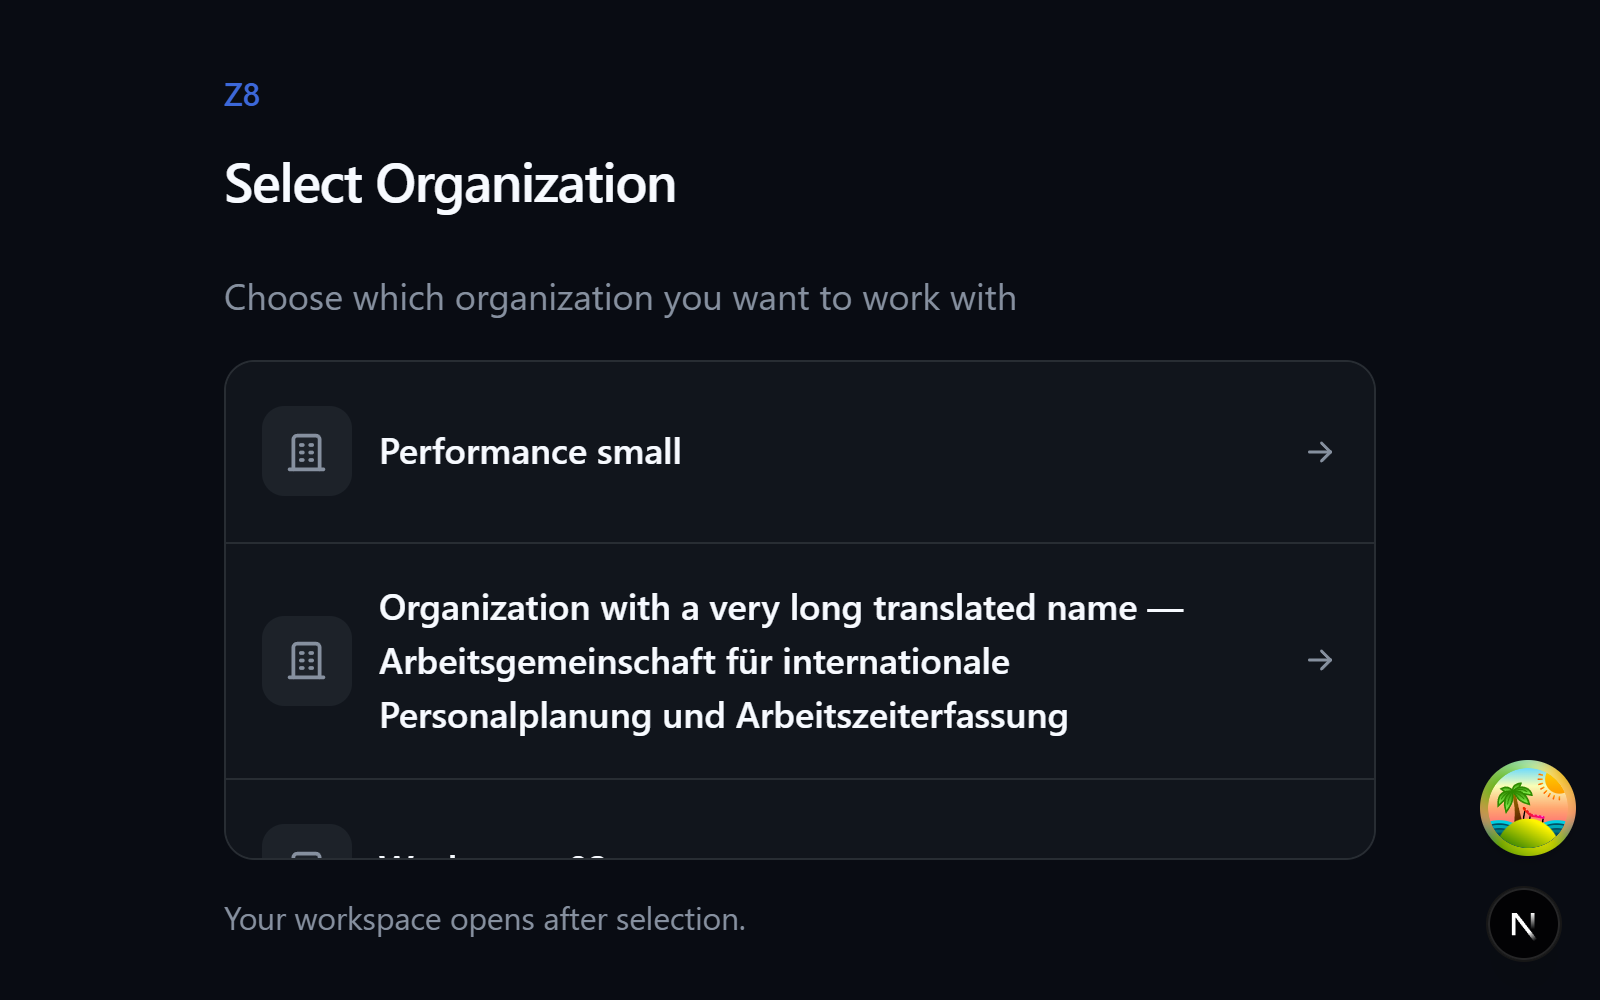 Z8
Select Organization
Choose which organization you want to work with
Performance small
Organization with a very long translated name —
Arbeitsgemeinschaft für internationale
Personalplanung und Arbeitszeiterfassung
Your workspace opens after selection.
N